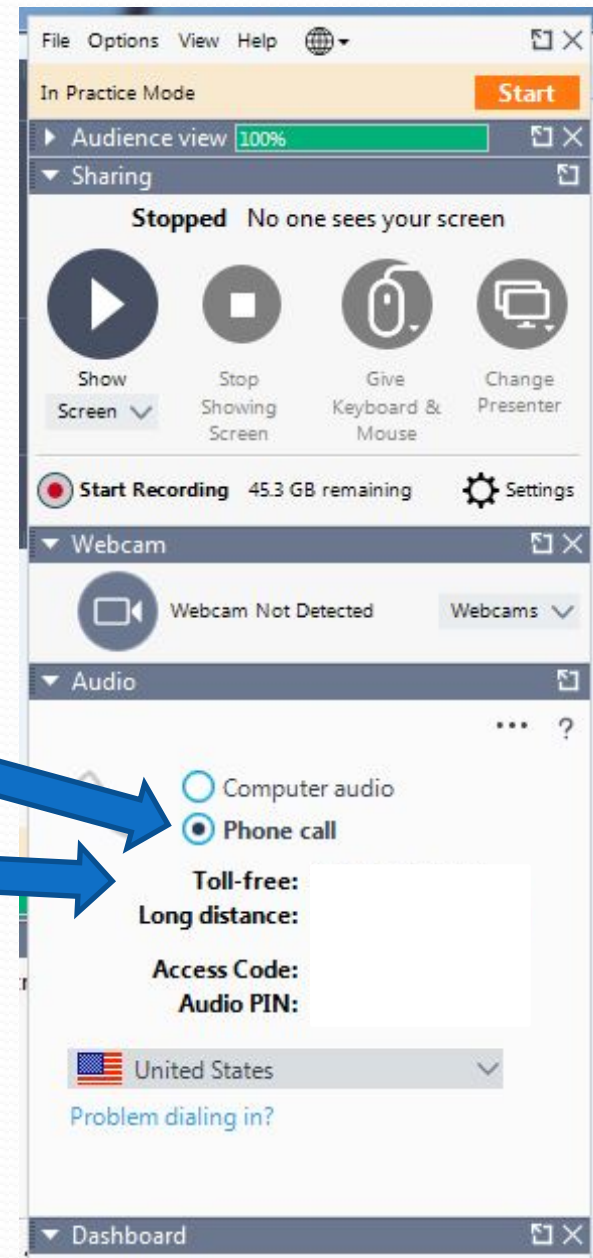 File Options View Help
In Practice Mode Start
Audience view 100%
Sharing
Stopped No one sees your screen
Show Stop Give Change
Screen Showing Keyboard & Presenter
Screen Mouse
Start Recording 45.3 GB remaining Settings
Webcam
Webcam Not Detected Webcams
Audio
... ?
Computer audio
Phone call
Toll-free:
Long distance:
Access Code:
Audio PIN:
United States
Problem dialing in?
Dashboard